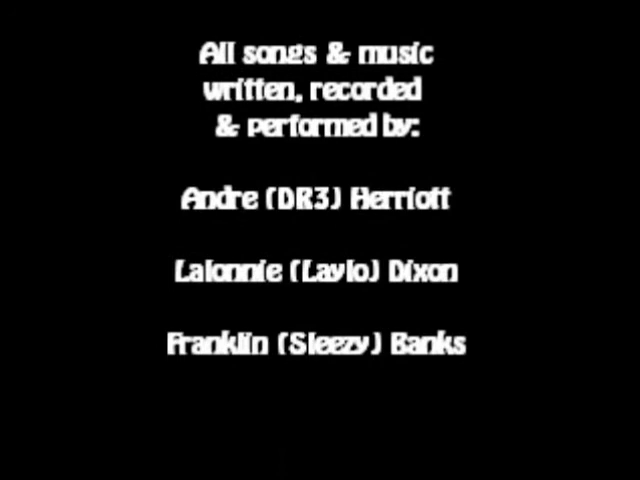 All songs & music
written, recorded
& performed by:
Andre (DR3) Herriott
Lalonnie (Laylo) Dixon
Franklin (Sleezy) Banks